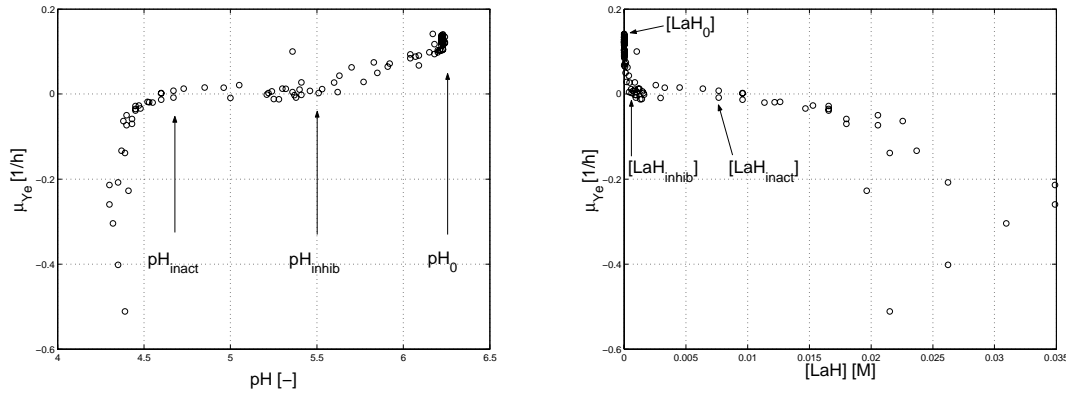 0.2
0
−0.2
−0.4
−0.6
μYe [1/h]
4
4.5
5
5.5
6
6.5
pH [−]
pHinact
pHinhib
pH0
0.2
0
−0.2
−0.4
−0.6
μYe [1/h]
0
0.005
0.01
0.015
0.02
0.025
0.03
0.035
[LaH] [M]
[LaH0]
[LaHinhib]
[LaHinact]